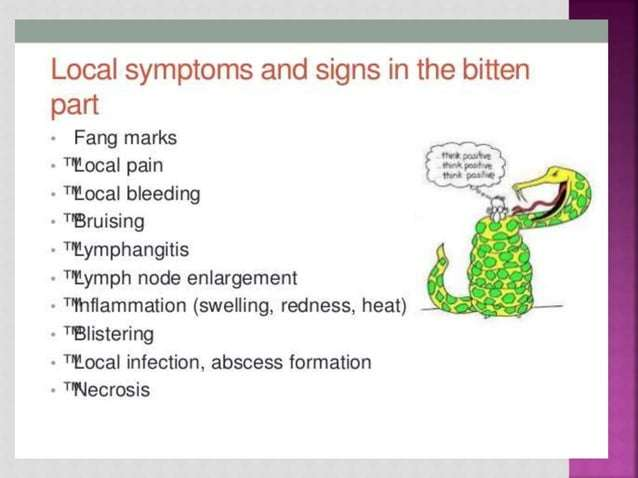 Local symptoms and signs in the bitten
part
• Fang marks
• ™Local pain
• ™Local bleeding
• ™Bruising
• ™Lymphangitis
• ™Lymph node enlargement
• ™Inflammation (swelling, redness, heat)
• ™Blistering
• ™Local infection, abscess formation
• ™Necrosis
...think positive
...think positive
think positive